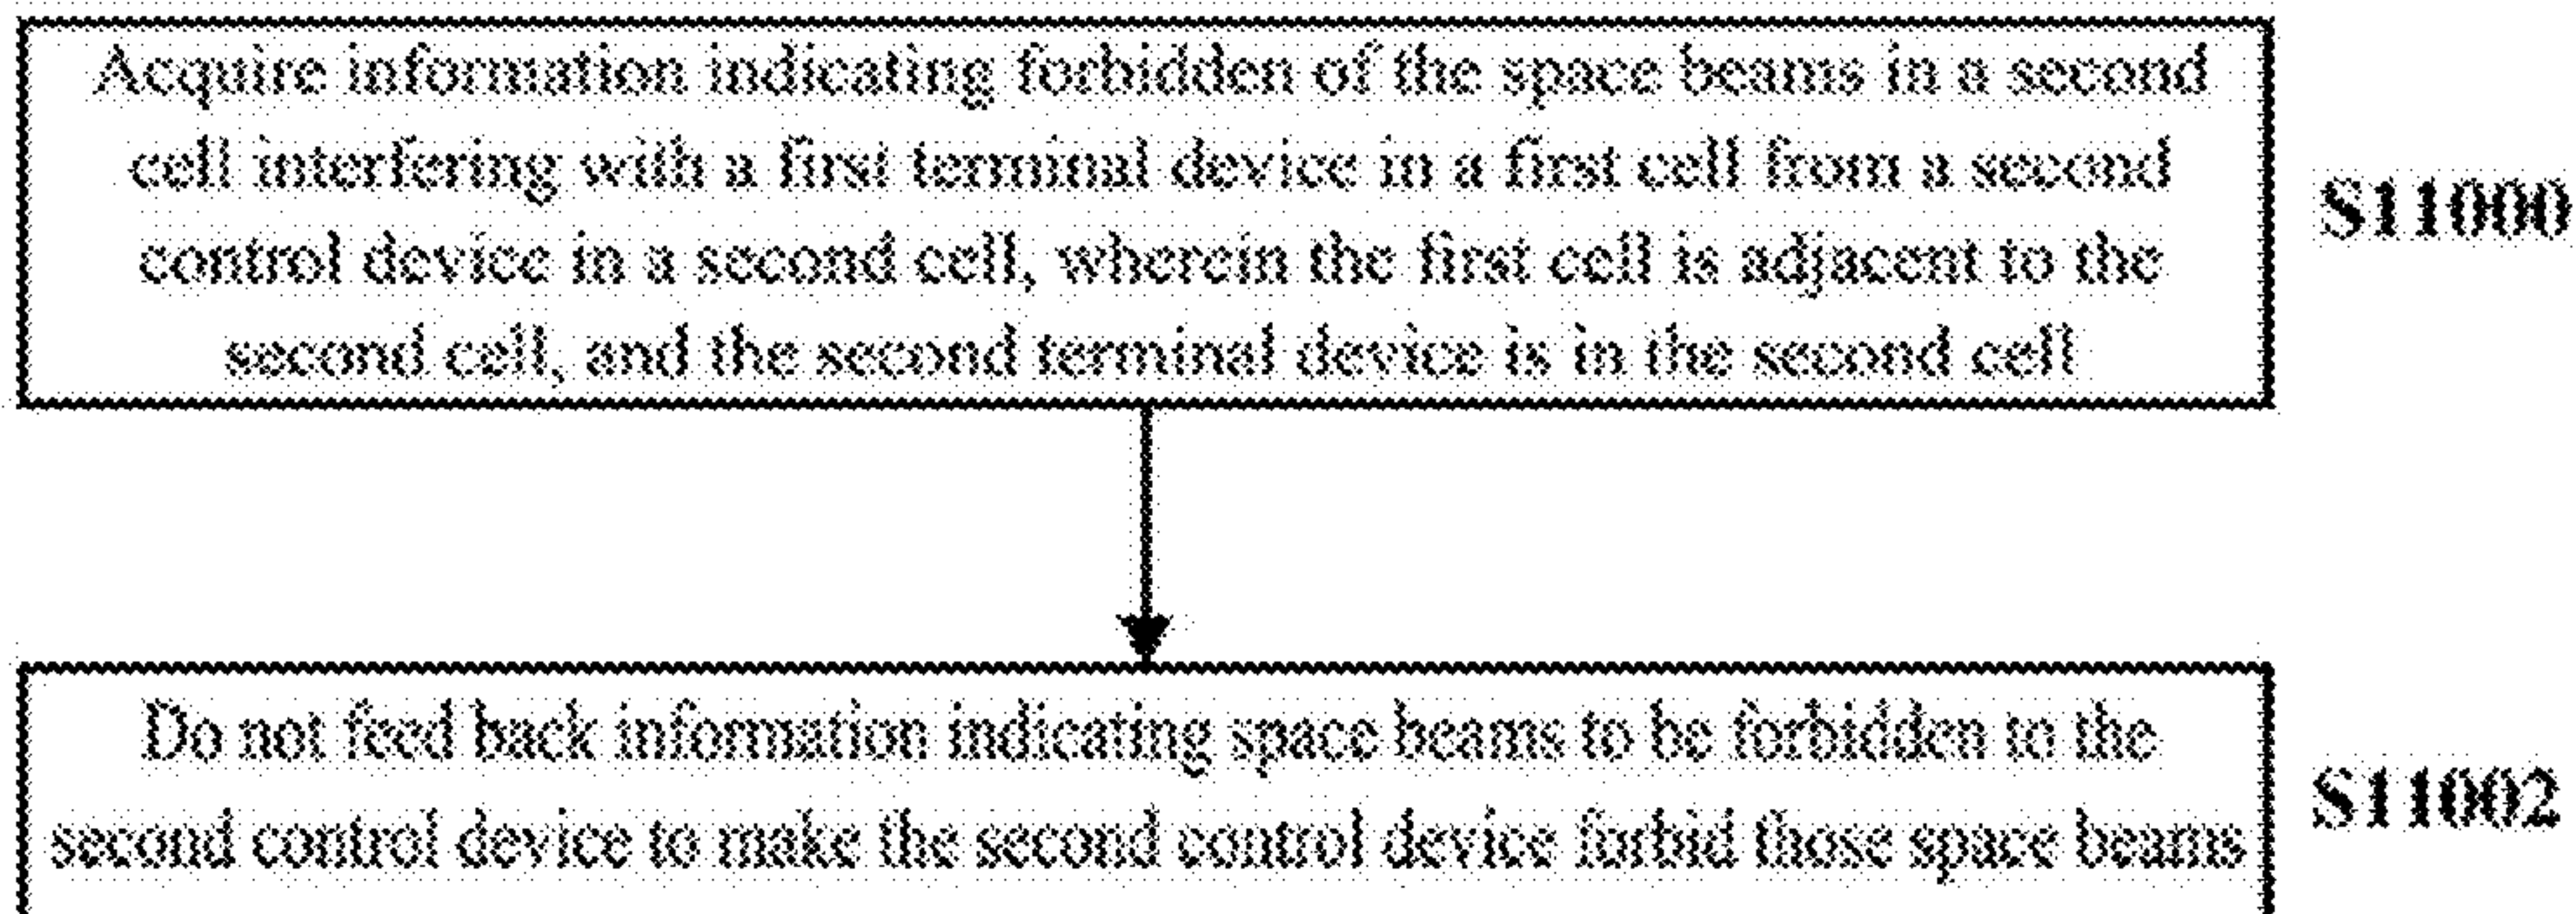 Acquire information indicating forbidden of the space beams in a second
cell interfering with a first terminal device in a first cell from a second
control device in a second cell, wherein the first cell is adjacent to the
second cell, and the second terminal device is in the second cell
S11000
Do not feed back information indicating space beams to be forbidden to the
second control device to make the second control device forbid those space beams
S11002